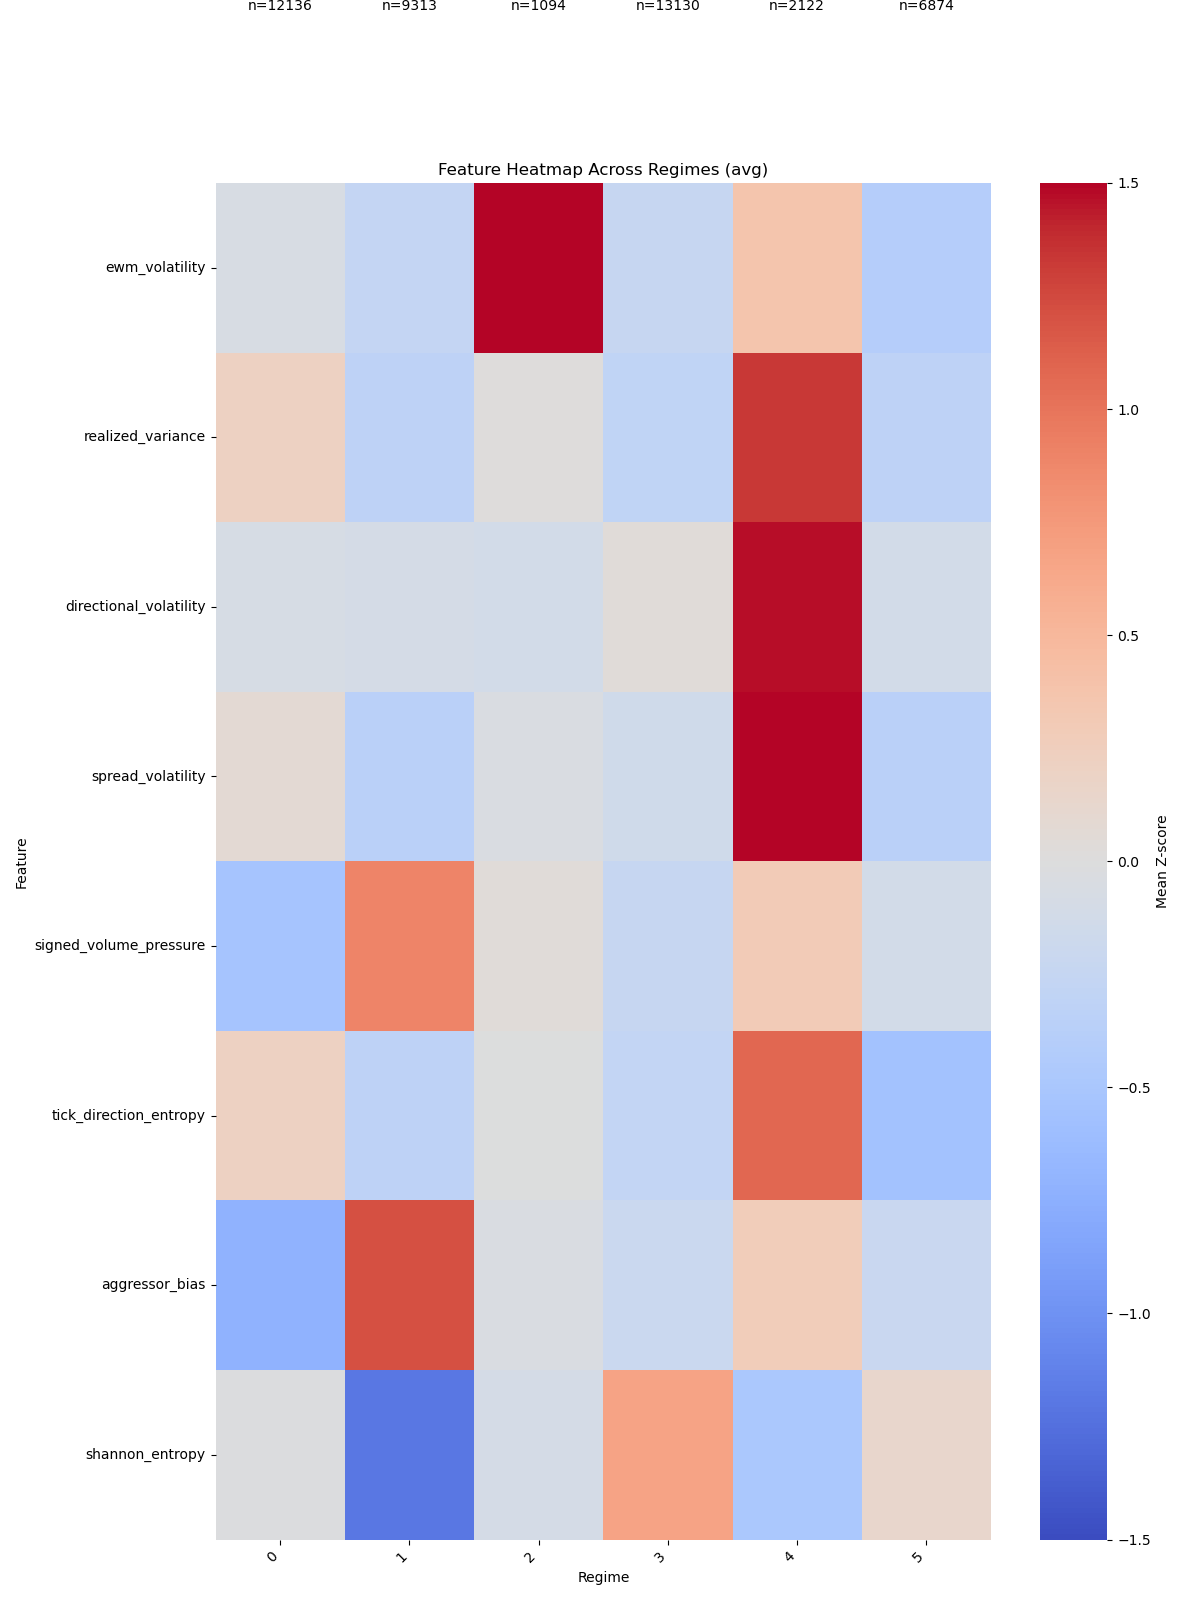 n=12136 n=9313 n=1094 n=13130 n=2122 n=6874
Feature Heatmap Across Regimes (avg)
ewm_volatility
realized_variance
directional_volatility
spread_volatility
signed_volume_pressure
tick_direction_entropy
aggressor_bias
shannon_entropy
Feature
0 1 2 3 4 5
Regime
1.5
1.0
0.5
0.0
−0.5
−1.0
−1.5
Mean Z-score